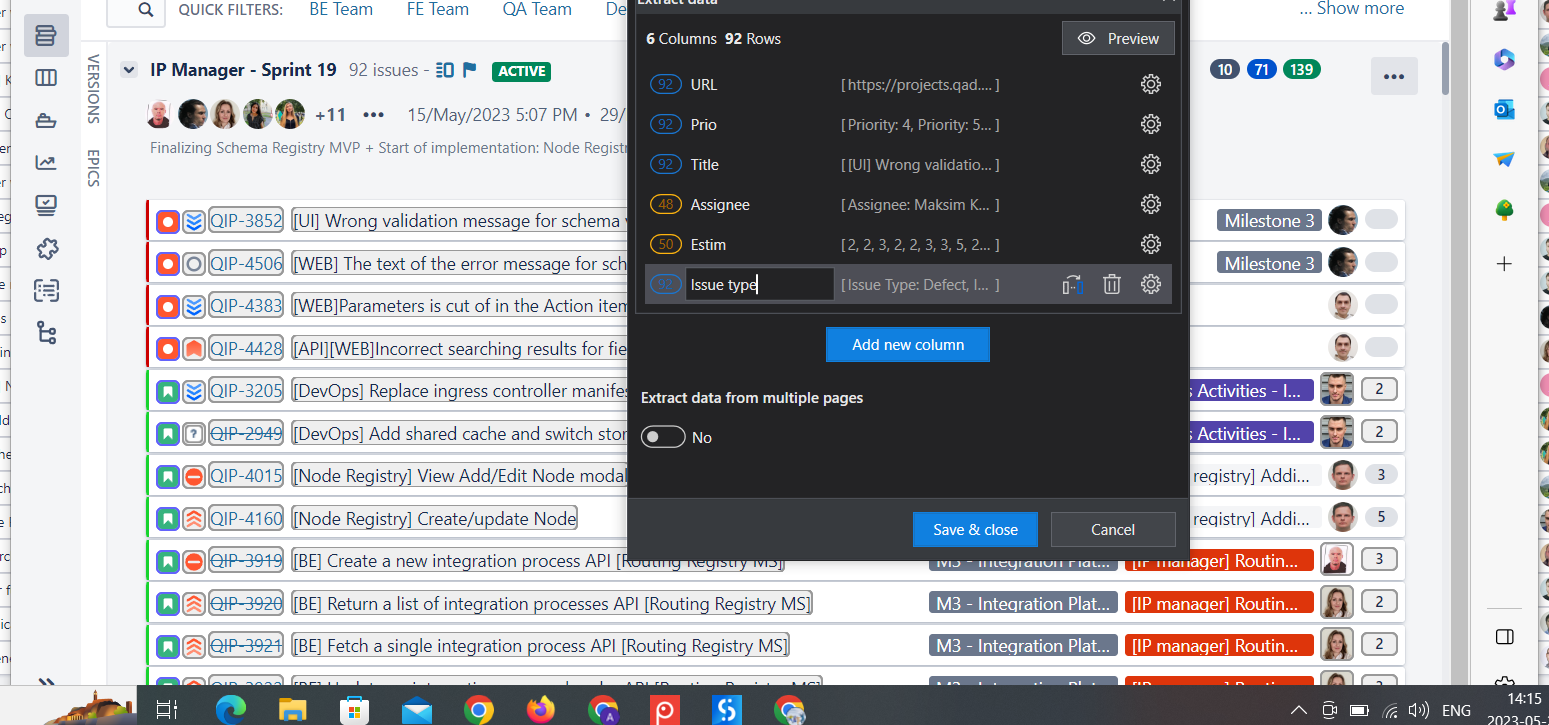 QUICK FILTERS: BE Team FE Team QA Team De
... Show more
VERSIONS
EPICS
IP Manager - Sprint 19 92 issues - ACTIVE
10 71 139
+11 ••• 15/May/2023 5:07 PM • 29/
Finalizing Schema Registry MVP + Start of implementation: Node Registr
Extract data
6 Columns 92 Rows
Preview
92 URL [ https://projects.qad.... ]
92 Prio [ Priority: 4, Priority: 5... ]
92 Title [ [UI] Wrong validatio... ]
48 Assignee [ Assignee: Maksim K... ]
50 Estim [ 2, 2, 3, 2, 2, 3, 3, 5, 2... ]
92 Issue type [ Issue Type: Defect, I... ]
Add new column
Extract data from multiple pages
No
Save & close Cancel
QIP-3852 [UI] Wrong validation message for schema Milestone 3
QIP-4506 [WEB] The text of the error message for sch Milestone 3
QIP-4383 [WEB]Parameters is cut of in the Action item
QIP-4428 [API][WEB]Incorrect searching results for fie
QIP-3205 [DevOps] Replace ingress controller manifes s Activities - I... 2
QIP-2949 [DevOps] Add shared cache and switch stor s Activities - I... 2
QIP-4015 [Node Registry] View Add/Edit Node modal registry] Addi... 3
QIP-4160 [Node Registry] Create/update Node registry] Addi... 5
QIP-3919 [BE] Create a new integration process API [Routing Registry MS] M3 - Integration Plat... [IP manager] Routin... 3
QIP-3920 [BE] Return a list of integration processes API [Routing Registry MS] M3 - Integration Plat... [IP manager] Routin... 2
QIP-3921 [BE] Fetch a single integration process API [Routing Registry MS] M3 - Integration Plat... [IP manager] Routin... 2
ENG
14:15
2023-05-